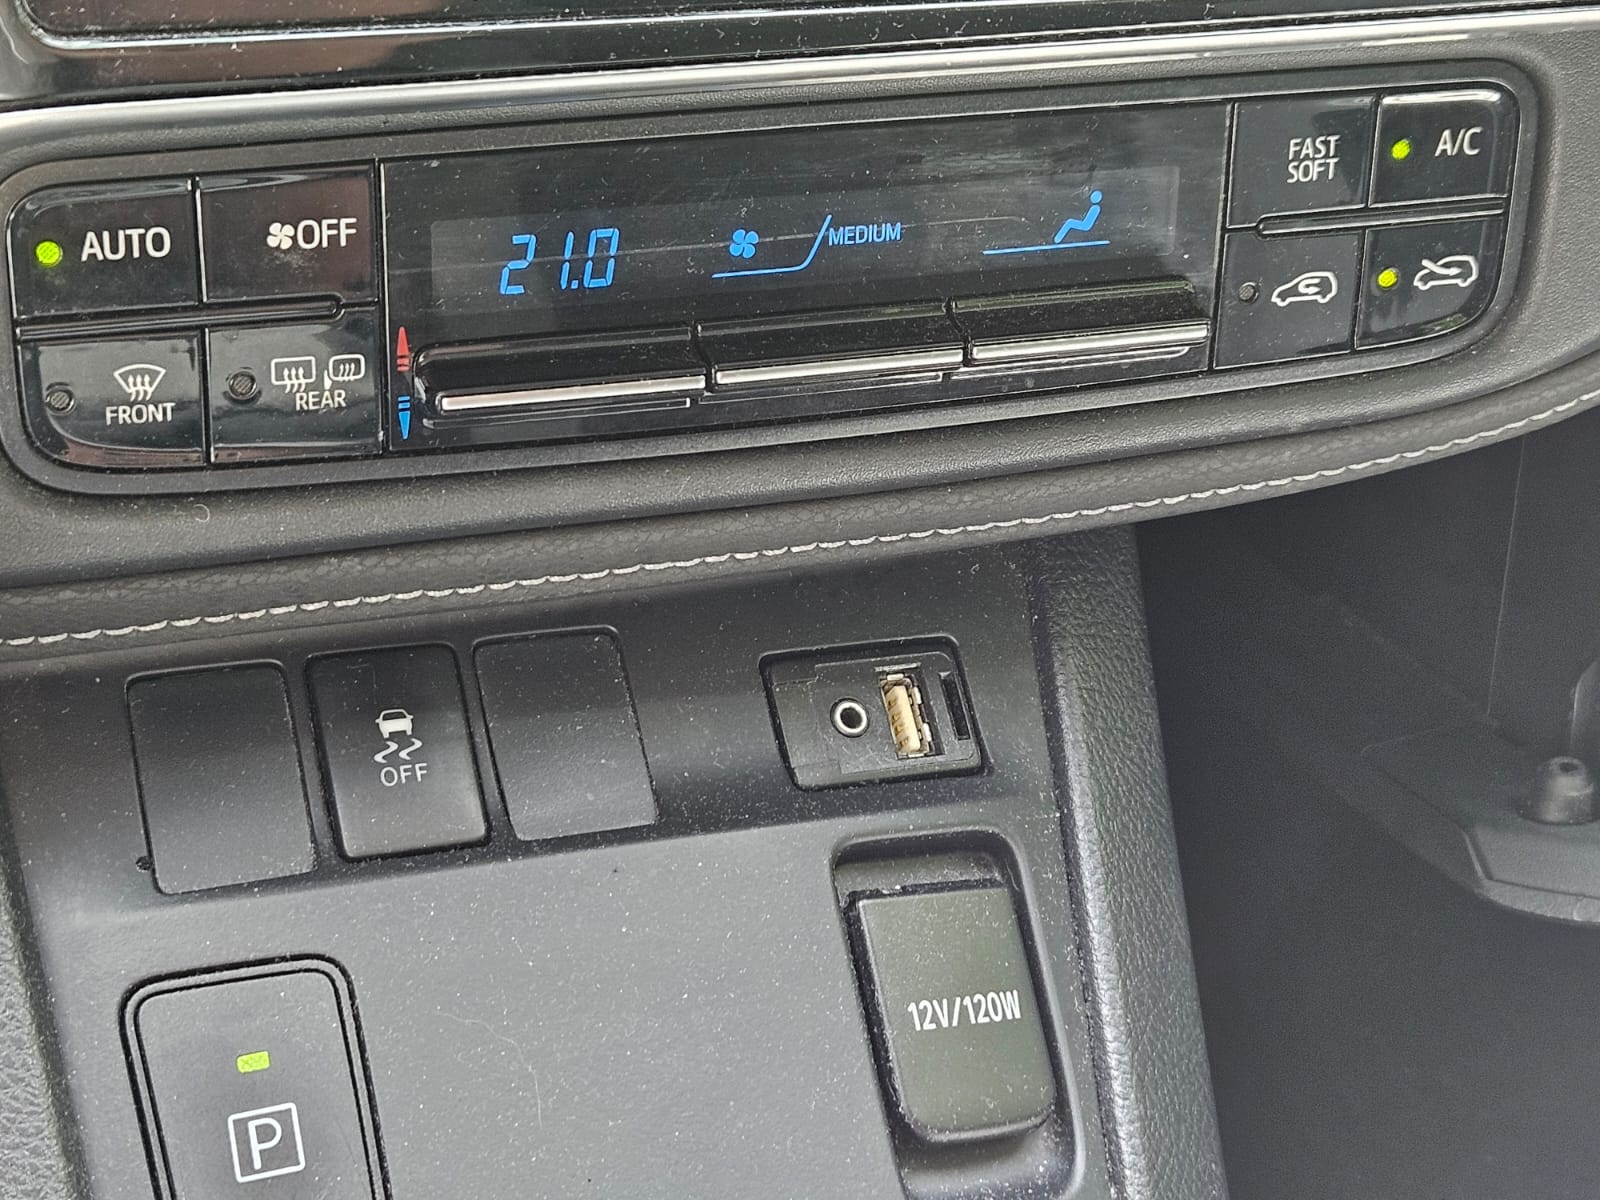 AUTO
OFF
21.0
MEDIUM
FAST
SOFT
A/C
FRONT
REAR
OFF
12V/120W
P